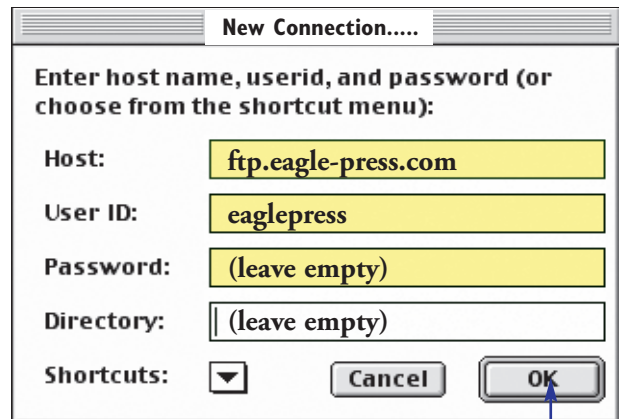 New Connection.....
Enter host name, userid, and password (or
choose from the shortcut menu):
Host: ftp.eagle-press.com
User ID: eaglepress
Password: (leave empty)
Directory: (leave empty)
Shortcuts: Cancel OK